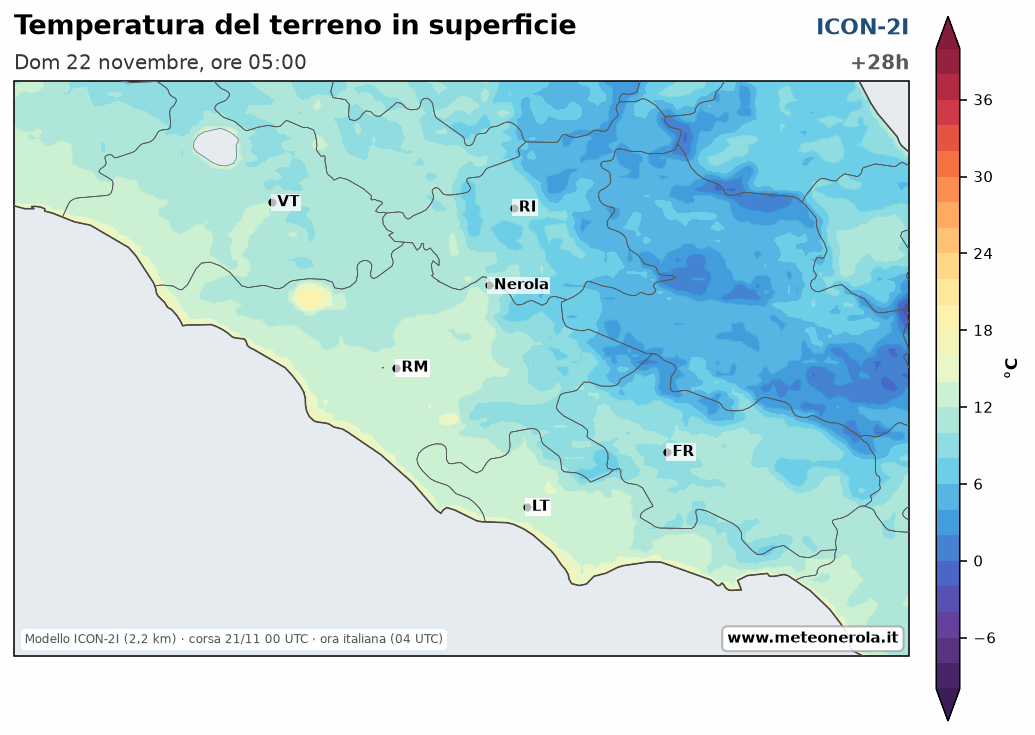 Temperatura del terreno in superficie
ICON-2I
Dom 22 novembre, ore 05:00
+28h
36
30
24
18
12
6
0
−6
°C
VT
RI
Nerola
RM
FR
LT
Modello ICON-2I (2,2 km) · corsa 21/11 00 UTC · ora italiana (04 UTC)
www.meteonerola.it